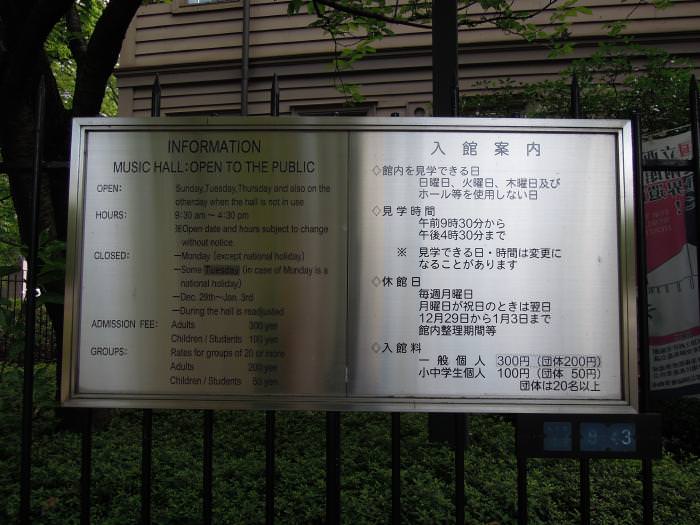 INFORMATION
MUSIC HALL:OPEN TO THE PUBLIC
OPEN: Sunday,Tuesday,Thursday and also on the
otherday when the hall is not in use
HOURS: 9:30 am～4:30 pm
※Open date and hours subject to change
without notice.
CLOSED: —Monday (except national holiday)
—Some Tuesday (in case of Munday is a
national holiday)
—Dec. 29th～Jan. 3rd
—During the hall is readjusted
ADMISSION FEE: Adults 300 yen
Children / Students 100 yen
GROUPS: Rates for groups of 20 or more
Adults 200 yen
Children / Students 50 yen
入館案内
◇館内を見学できる日
日曜日、火曜日、木曜日及び
ホール等を使用しない日
◇見学時間
午前9時30分から
午後4時30分まで
※ 見学できる日・時間は変更に
なることがあります
◇休館日
毎週月曜日
月曜日が祝日のときは翌日
12月29日から1月3日まで
館内整理期間等
◇入館料
一般個人 300円（団体200円）
小中学生個人 100円（団体 50円）
団体は20名以上